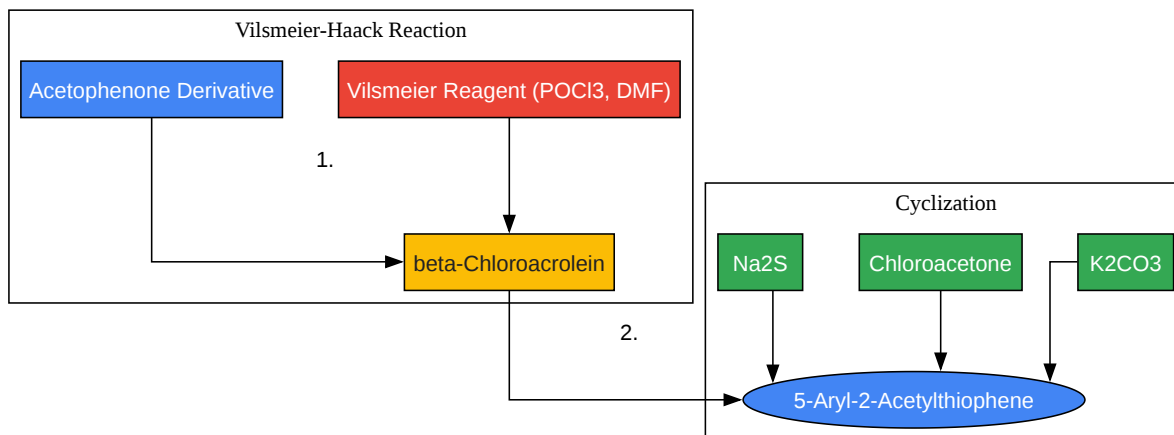 Vilsmeier-Haack Reaction
Acetophenone Derivative
Vilsmeier Reagent (POCl3, DMF)
1.
beta-Chloroacrolein
2.
Cyclization
Na2S
Chloroacetone
K2CO3
5-Aryl-2-Acetylthiophene